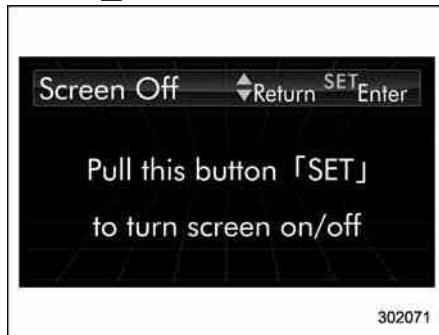 Screen Off ▲▼Return SET Enter
Pull this button「SET」
to turn screen on/off
302071